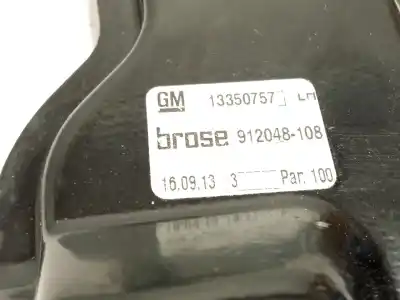 GM 13350757 LH
brose 912048-108
16.09.13 3 Par. 100